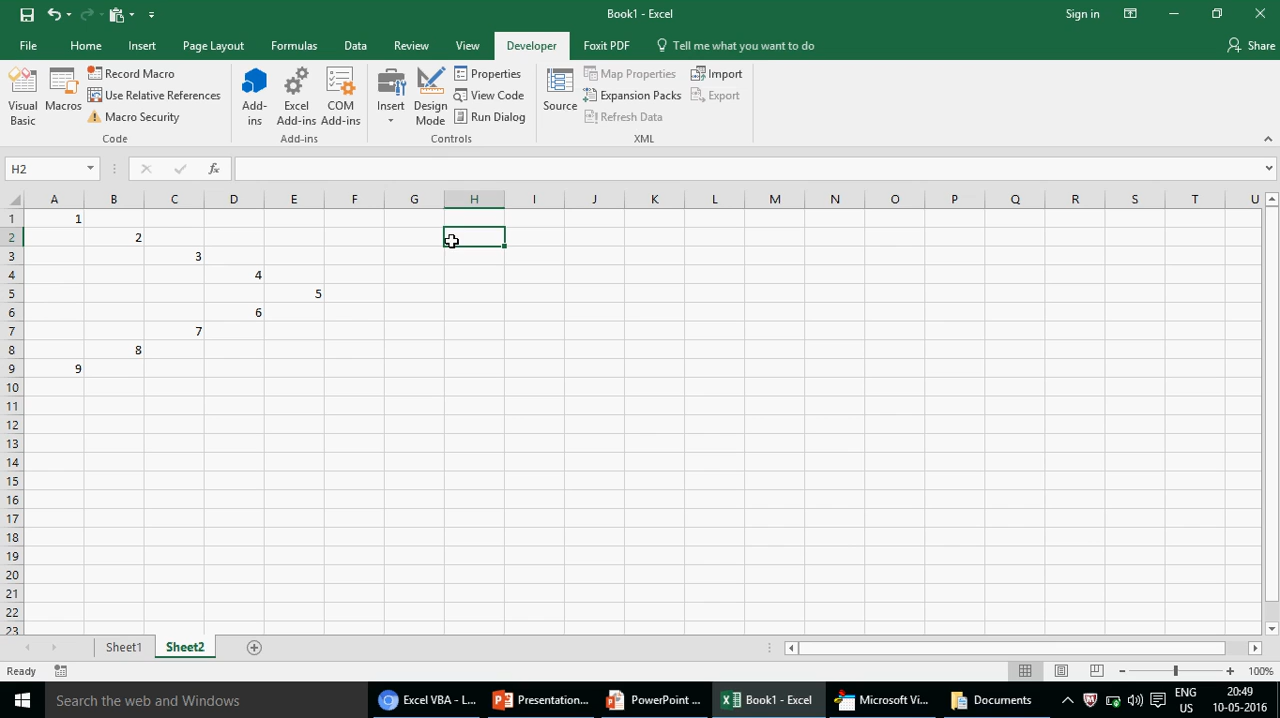 Book1 - Excel
Sign in
File Home Insert Page Layout Formulas Data Review View Developer Foxit PDF Tell me what you want to do Share
Visual Basic
Macros
Record Macro
Use Relative References
Macro Security
Code
Add-ins
Excel Add-ins
COM Add-ins
Add-ins
Insert
Design Mode
Properties
View Code
Run Dialog
Controls
Source
Map Properties
Expansion Packs
Refresh Data
Import
Export
XML
H2
fx
A B C D E F G H I J K L M N O P Q R S T U
1 1
2 2
3 3
4 4
5 5
6 6
7 7
8 8
9 9
10
11
12
13
14
15
16
17
18
19
20
21
22
23
Sheet1 Sheet2
Ready
100%
Search the web and Windows
Excel VBA - L...
Presentation...
PowerPoint ...
Book1 - Excel
Microsoft Vi...
Documents
ENG
US
20:49
10-05-2016